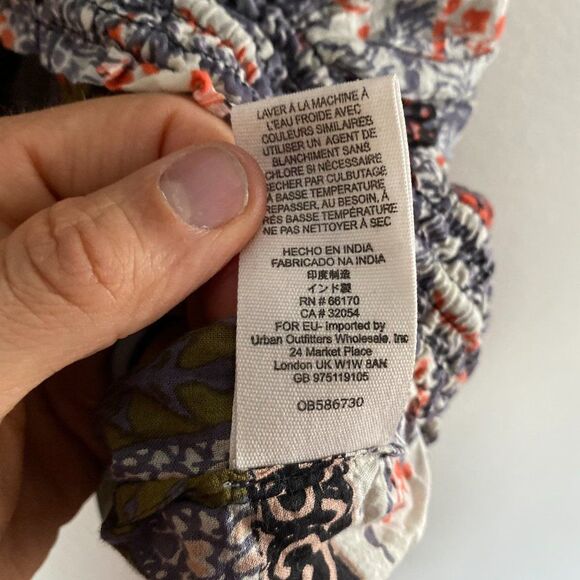 LAVER À LA MACHINE À
L'EAU FROIDE AVEC
COULEURS SIMILAIRES
UTILISER UN AGENT DE
BLANCHIMENT SANS
CHLORE SI NÉCESSAIRE
SECHER PAR CULBUTAGE
À BASSE TEMPERATURE
REPASSER, AU BESOIN, À
TRÈS BASSE TEMPÉRATURE
NE PAS NETTOYER À SEC
HECHO EN INDIA
FABRICADO NA INDIA
印度制造
インド製
RN # 66170
CA # 32054
FOR EU- imported by
Urban Outfitters Wholesale, Inc
24 Market Place
London UK W1W 8AN
GB 975119105
OB586730